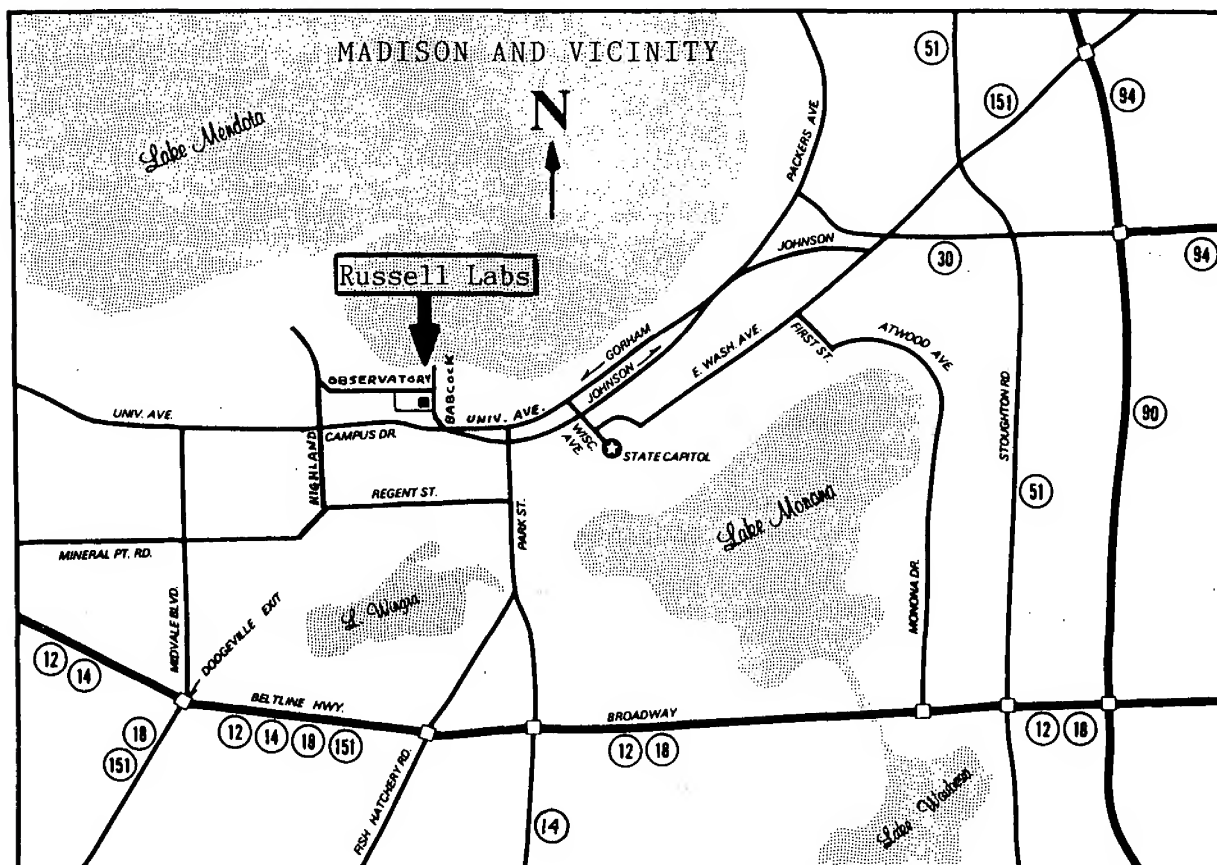 MADISON AND VICINITY
51
151
94
N
Lake Mendota
PACKERS AVE
JOHNSON
30
94
Russell Labs
GORHAM
JOHNSON
E. WASH. AVE.
FIRST ST.
ATWOOD AVE
OBSERVATORY
BABCOCK
UNIV. AVE.
UNIV. AVE.
CAMPUS DR.
WISC. AVE
STATE CAPITOL
STOUGHTON RD
90
HIGHLAND
REGENT ST.
PARK ST.
Lake Monona
51
MINERAL PT. RD.
MIDVALE BLVD.
DODGEVILLE EXIT
L. Wingra
MONONA DR.
12
14
BELTLINE HWY.
BROADWAY
18
151
12 14 18 151
12 18
12 18
FISH HATCHERY RD.
14
Lake Waubesa